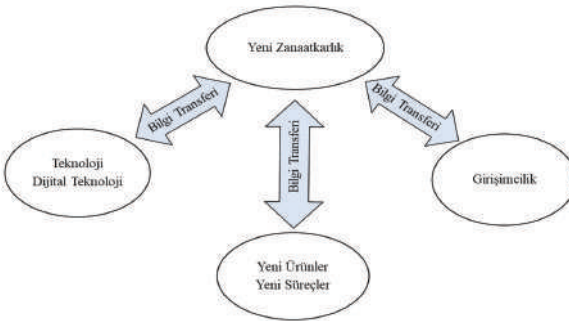 Yeni Zanaatkarlık
Bilgi Transferi
Bilgi Transferi
Bilgi Transferi
Teknoloji
Dijital Teknoloji
Girişimcilik
Yeni Ürünler
Yeni Süreçler